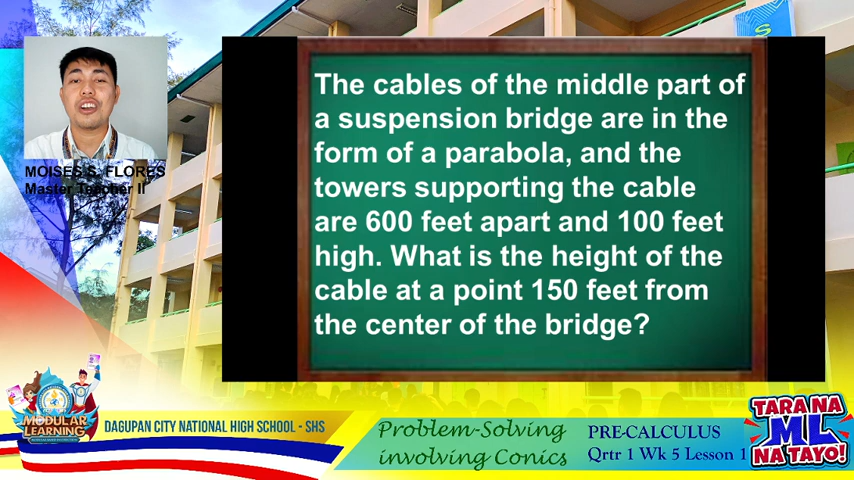 The cables of the middle part of
a suspension bridge are in the
form of a parabola, and the
towers supporting the cable
are 600 feet apart and 100 feet
high. What is the height of the
cable at a point 150 feet from
the center of the bridge?
MOISES S. FLORES
Master Teacher II
MODULAR
LEARNING
DAGUPAN CITY NATIONAL HIGH SCHOOL - SHS
Problem-Solving
involving Conics
PRE-CALCULUS
Qrtr 1 Wk 5 Lesson 1
TARA NA
ML
NA TAYO!